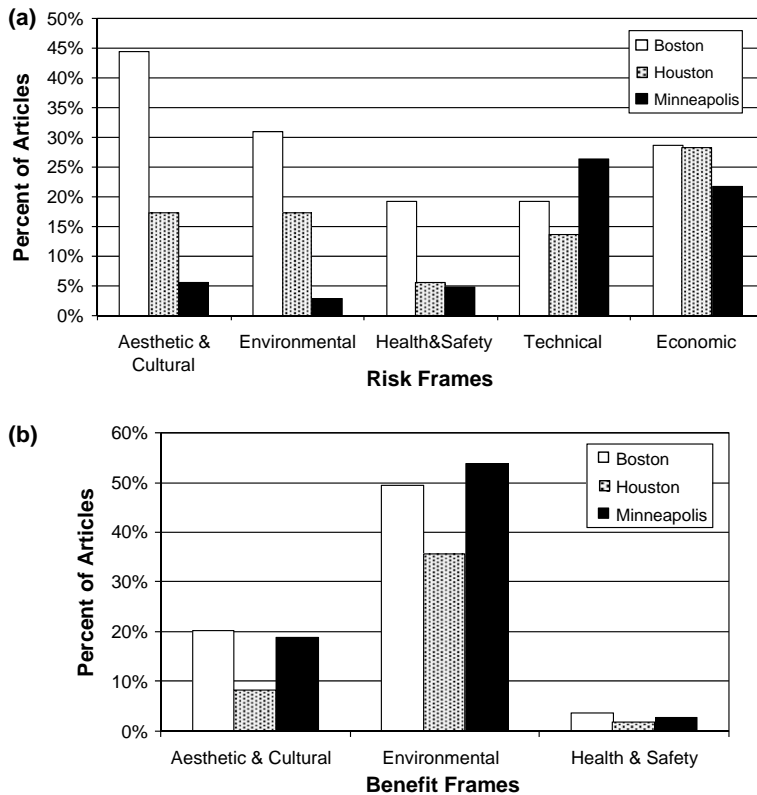 (a)
50%
45%
40%
35%
30%
25%
20%
15%
10%
5%
0%
Percent of Articles
Boston
Houston
Minneapolis
Aesthetic &
Cultural
Environmental
Health&Safety
Technical
Economic
Risk Frames
(b)
60%
50%
40%
30%
20%
10%
0%
Percent of Articles
Boston
Houston
Minneapolis
Aesthetic & Cultural
Environmental
Health & Safety
Benefit Frames